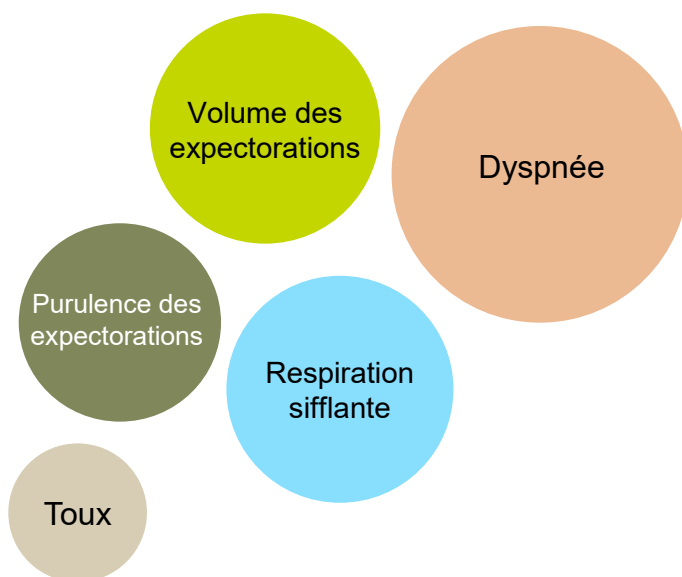 Volume des
expectorations
Dyspnée
Purulence des
expectorations
Respiration
sifflante
Toux